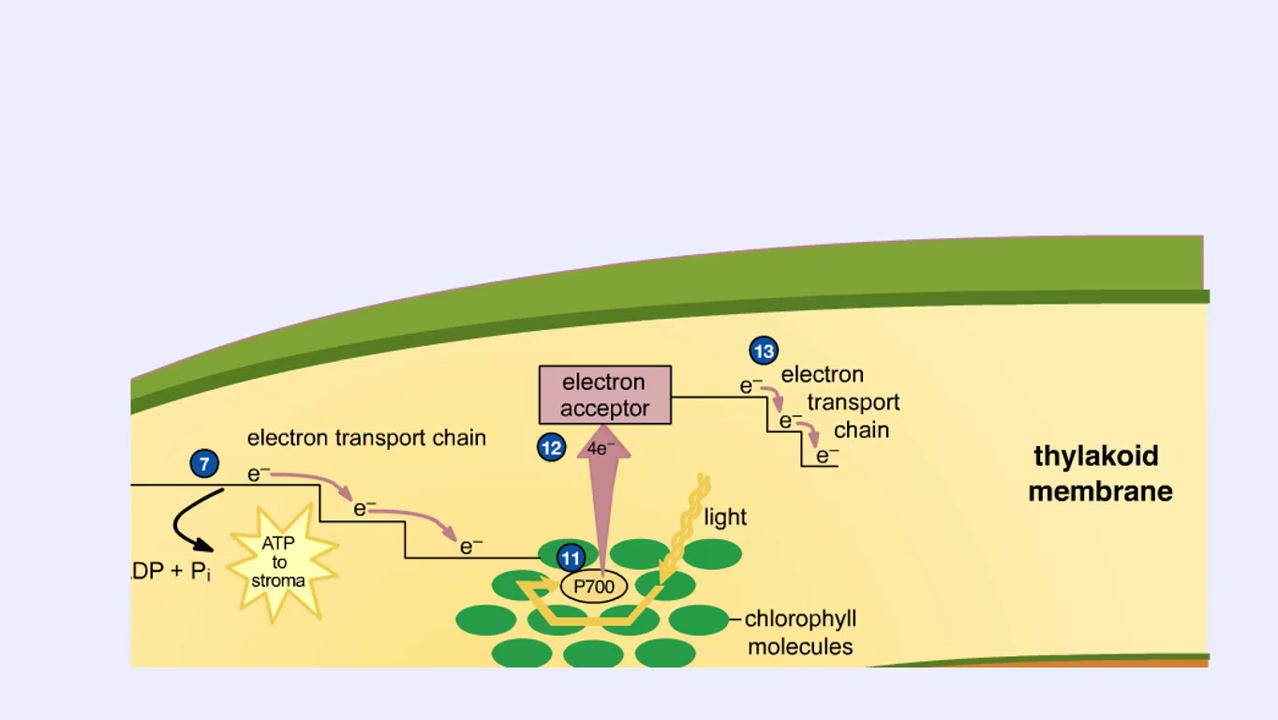 13
electron
transport
chain
e⁻
e⁻
e⁻
electron
acceptor
12
4e⁻
electron transport chain
7
e⁻
e⁻
e⁻
thylakoid
membrane
light
ATP
to
stroma
DP + Pi
11
P700
chlorophyll
molecules